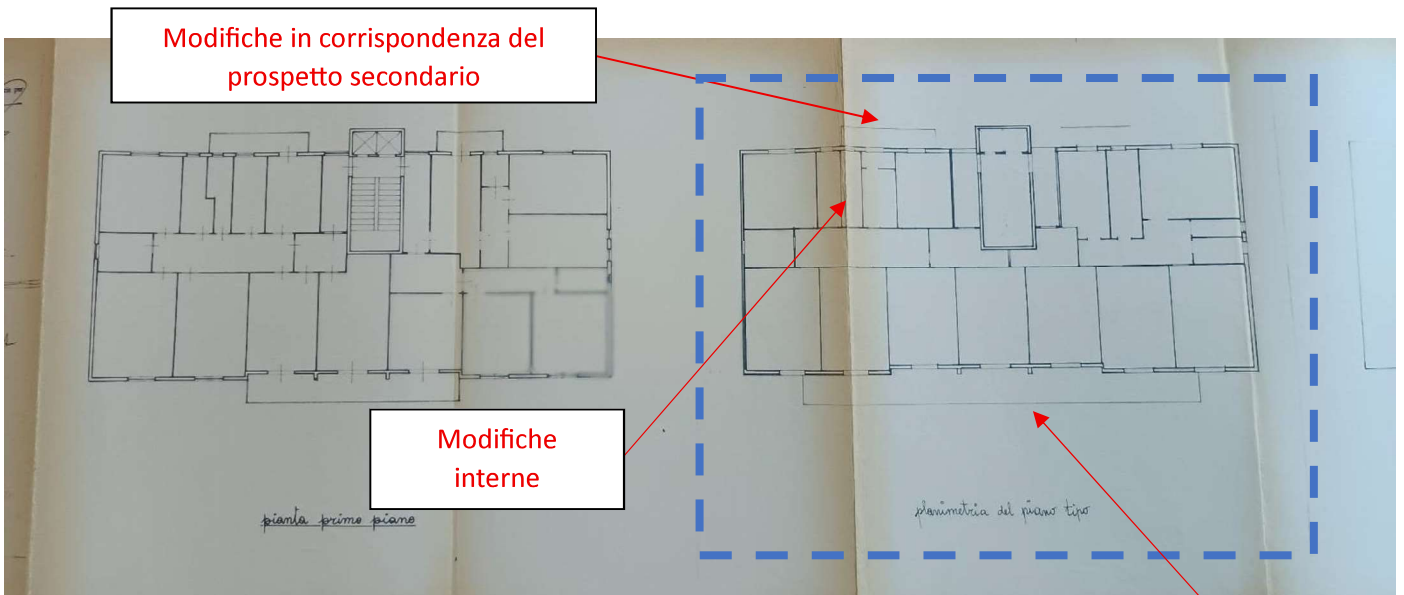 Modifiche in corrispondenza del
prospetto secondario
Modifiche
interne
pianta primo piano
planimetria del piano tipo